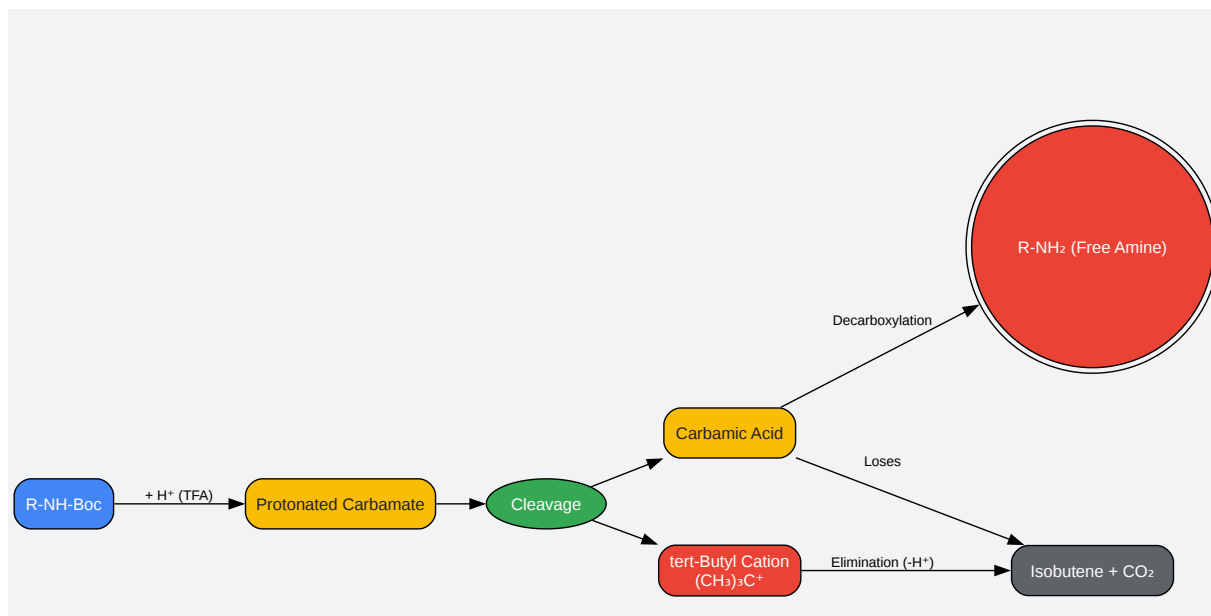 R-NH₂ (Free Amine)
Decarboxylation
Carbamic Acid
Loses
R-NH-Boc
+ H⁺ (TFA)
Protonated Carbamate
Cleavage
tert-Butyl Cation
(CH₃)₃C⁺
Elimination (-H⁺)
Isobutene + CO₂